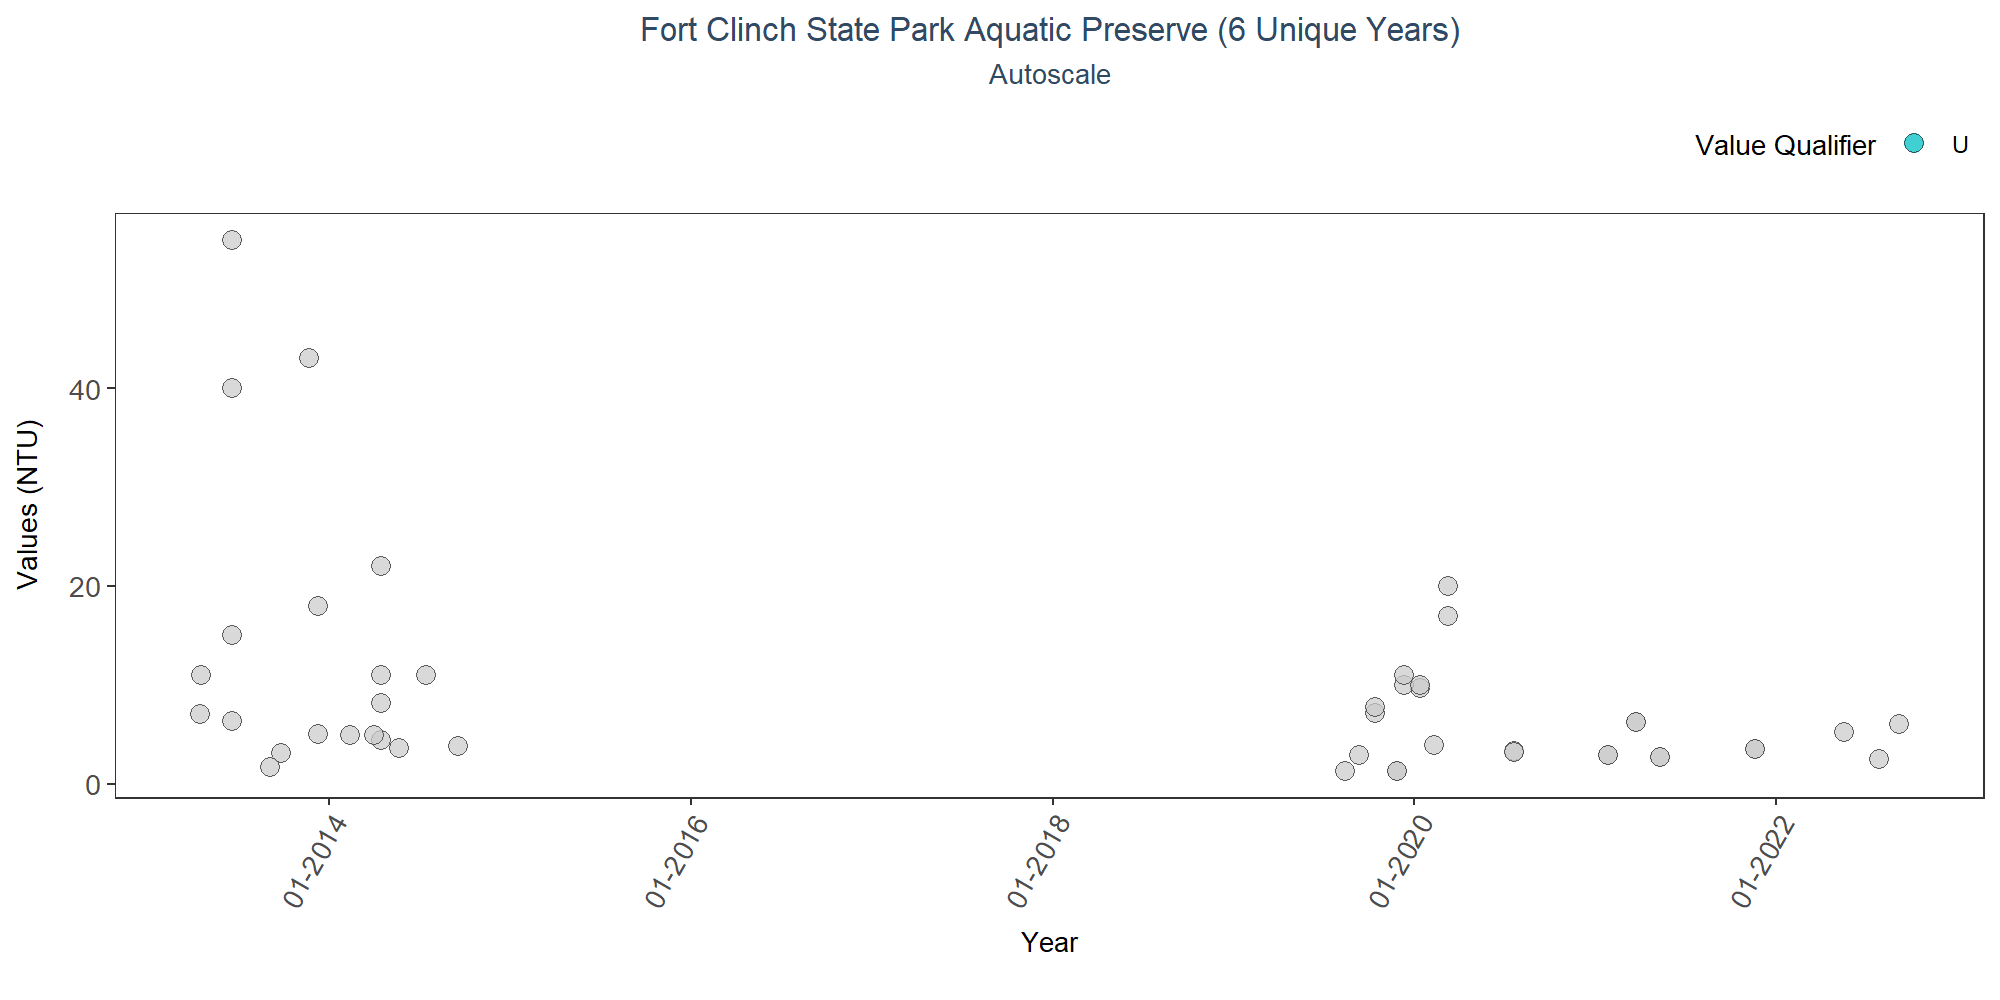 Fort Clinch State Park Aquatic Preserve (6 Unique Years)
Autoscale
Value Qualifier U
Values (NTU)
40
20
0
01-2014 01-2016 01-2018 01-2020 01-2022
Year